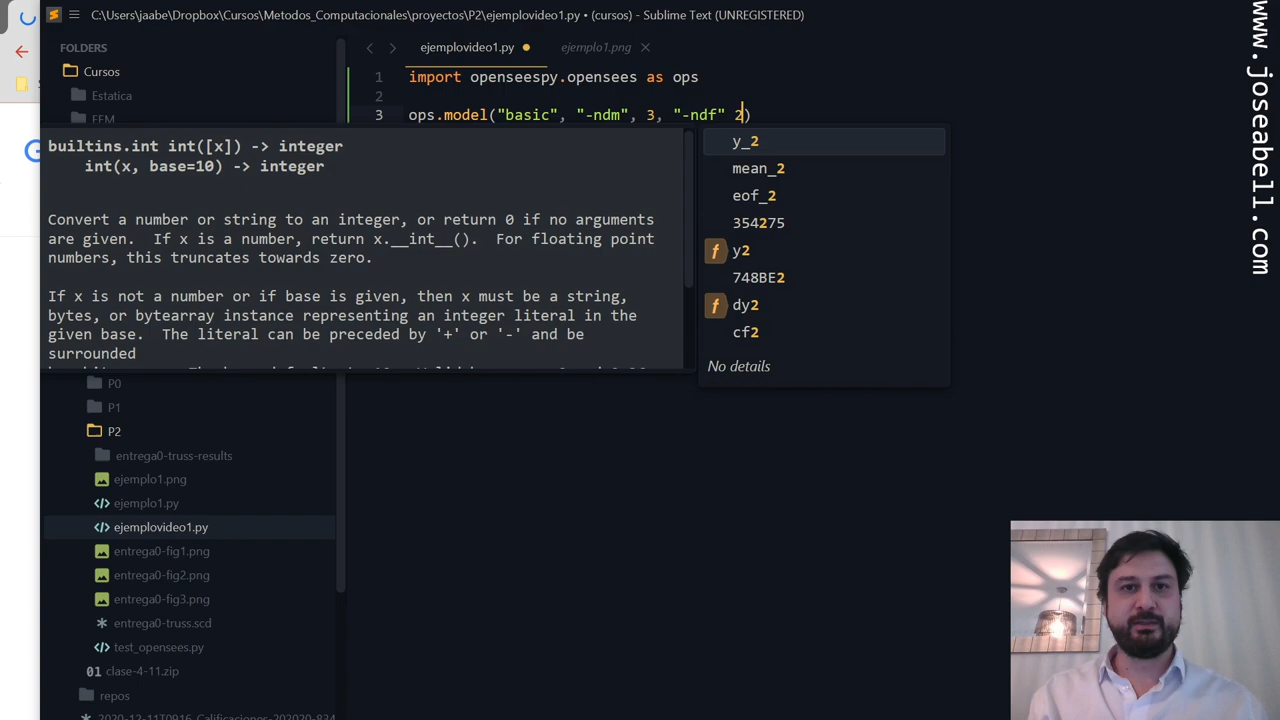 C:\Users\jaabe\Dropbox\Cursos\Metodos_Computacionales\proyectos\P2\ejemplovideo1.py • (cursos) - Sublime Text (UNREGISTERED)
FOLDERS
Cursos
Estatica
FEM
ejemplovideo1.py
ejemplo1.png
1 import openseespy.opensees as ops
2
3 ops.model("basic", "-ndm", 3, "-ndf" 2)
builtins.int int([x]) -> integer
int(x, base=10) -> integer
Convert a number or string to an integer, or return 0 if no arguments
are given. If x is a number, return x.__int__(). For floating point
numbers, this truncates towards zero.
If x is not a number or if base is given, then x must be a string,
bytes, or bytearray instance representing an integer literal in the
given base. The literal can be preceded by '+' or '-' and be
surrounded
y_2
mean_2
eof_2
354275
f y2
748BE2
f dy2
cf2
No details
P0
P1
P2
entrega0-truss-results
ejemplo1.png
ejemplo1.py
ejemplovideo1.py
entrega0-fig1.png
entrega0-fig2.png
entrega0-fig3.png
entrega0-truss.scd
test_opensees.py
clase-4-11.zip
repos
2020-12-11T0916_Calificaciones-202020-834
www.joseabell.com